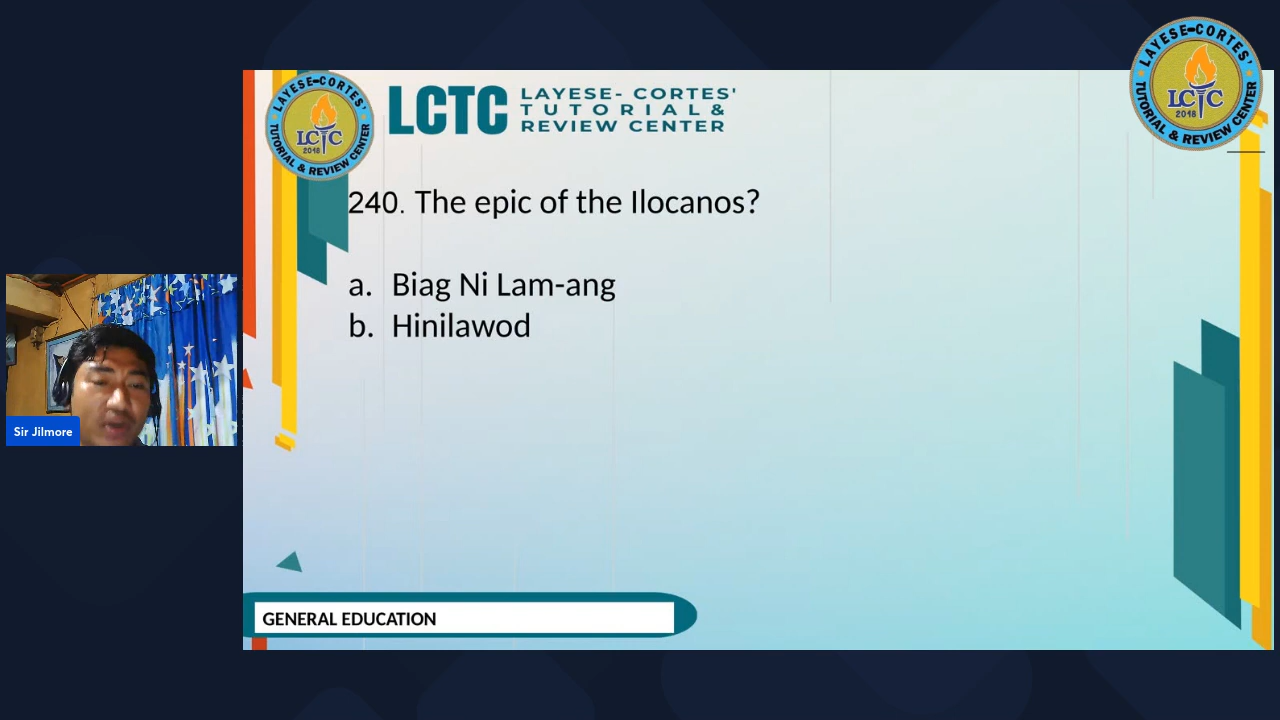 LAYESE-CORTES'
LCTC
2018
TUTORIAL & REVIEW CENTER
LCTC
LAYESE- CORTES'
TUTORIAL &
REVIEW CENTER
LAYESE-CORTES'
LCTC
2018
TUTORIAL & REVIEW CENTER
240. The epic of the Ilocanos?
a. Biag Ni Lam-ang
b. Hinilawod
Sir Jilmore
GENERAL EDUCATION